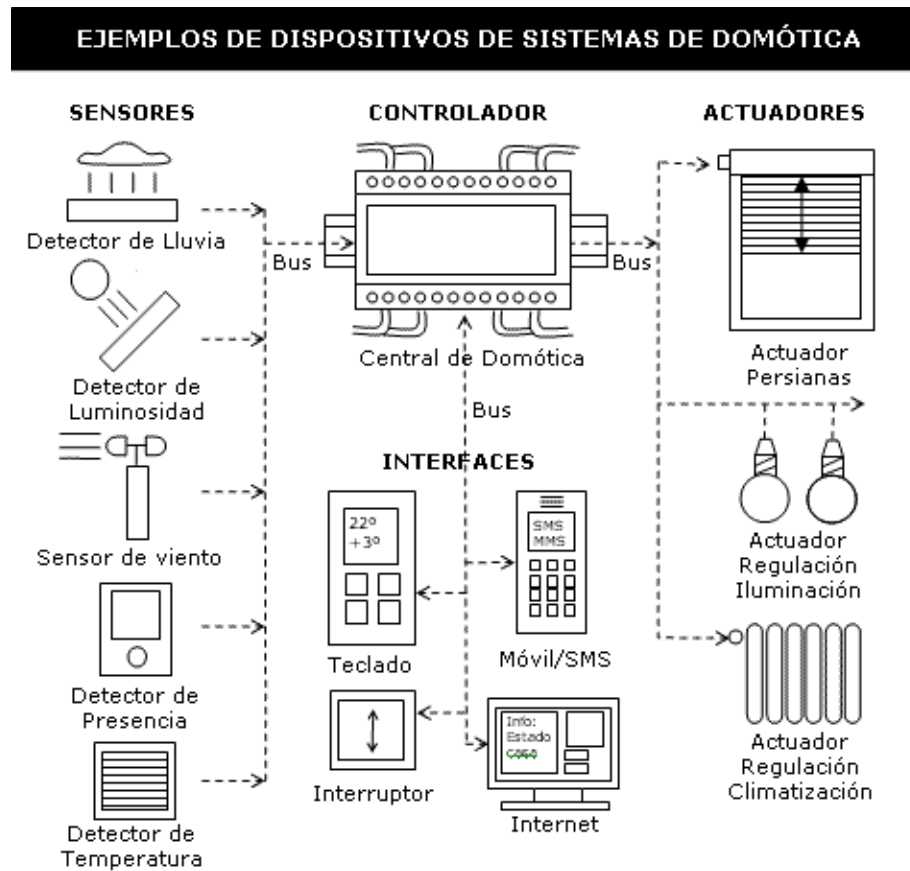 EJEMPLOS DE DISPOSITIVOS DE SISTEMAS DE DOMÓTICA
SENSORES
Detector de Lluvia
Detector de
Luminosidad
Sensor de viento
Detector de
Presencia
Detector de
Temperatura
CONTROLADOR
Bus
Bus
Central de Domótica
Bus
INTERFACES
22º
+3º
Teclado
SMS
MMS
Móvil/SMS
Interruptor
Info:
Estado
casa
Internet
ACTUADORES
Actuador
Persianas
Actuador
Regulación
Iluminación
Actuador
Regulación
Climatización